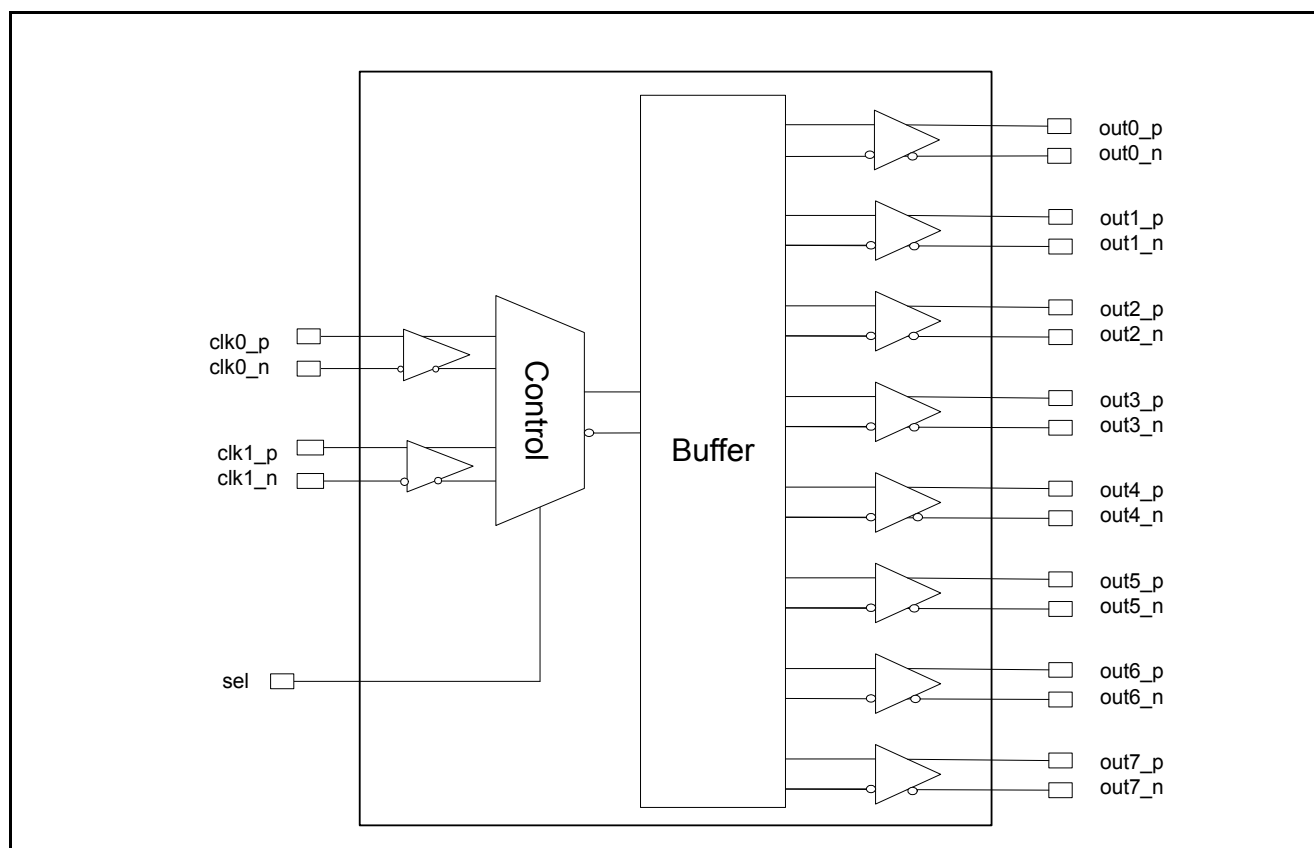 clk0_p
clk0_n
clk1_p
clk1_n
sel
Control
Buffer
out0_p
out0_n
out1_p
out1_n
out2_p
out2_n
out3_p
out3_n
out4_p
out4_n
out5_p
out5_n
out6_p
out6_n
out7_p
out7_n